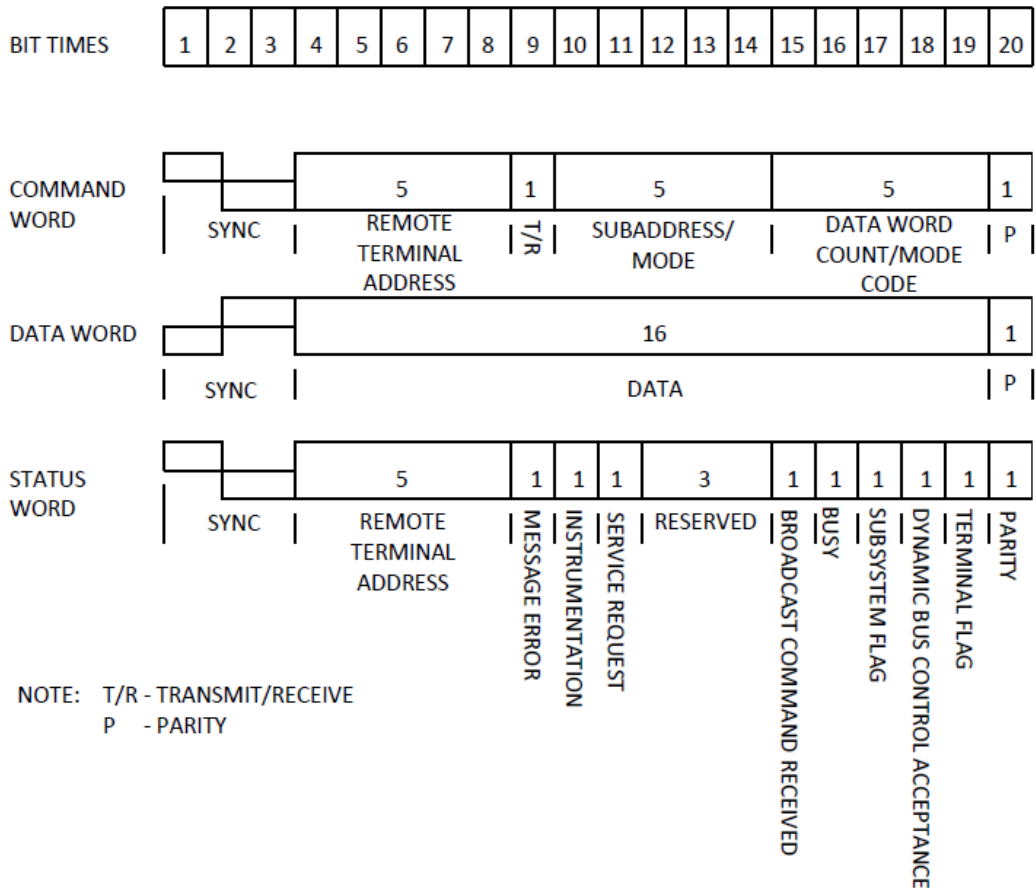 BIT TIMES 1 2 3 4 5 6 7 8 9 10 11 12 13 14 15 16 17 18 19 20
COMMAND
WORD
5 1 5 5 1
SYNC
REMOTE
TERMINAL
ADDRESS
T/R
SUBADDRESS/
MODE
DATA WORD
COUNT/MODE
CODE
P
DATA WORD
16 1
SYNC
DATA
P
STATUS
WORD
5 1 1 1 3 1 1 1 1 1 1
SYNC
REMOTE
TERMINAL
ADDRESS
MESSAGE ERROR
INSTRUMENTATION
SERVICE REQUEST
RESERVED
BROADCAST COMMAND RECEIVED
BUSY
SUBSYSTEM FLAG
DYNAMIC BUS CONTROL ACCEPTANCE
TERMINAL FLAG
PARITY
NOTE: T/R - TRANSMIT/RECEIVE
P - PARITY